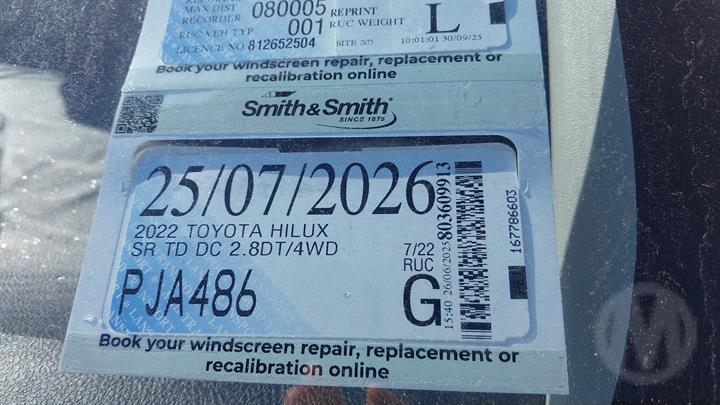 MAX DIST 080005 REPRINT
RECORDER 001 RUC WEIGHT L
RUC VEH TYP
LICENCE NO 812652504 SITE IN75 10:01:01 30/09/25
Book your windscreen repair, replacement or
recalibration online
Smith&Smith
SINCE 1875
25/07/2026
2022 TOYOTA HILUX
SR TD DC 2.8DT/4WD
7/22
RUC
PJA486
G
15:40 26/06/2025 803609913
167786603
Book your windscreen repair, replacement or
recalibration online
M